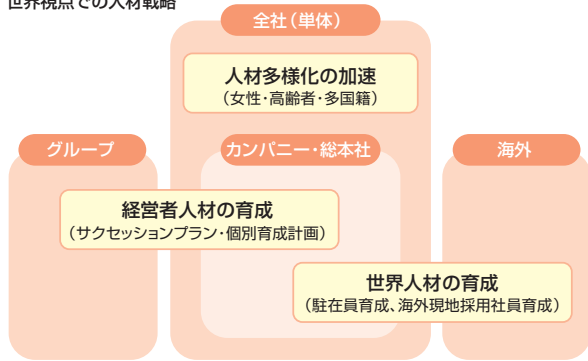 世界視点での人材戦略
全社（単体）
人材多様化の加速
（女性・高齢者・多国籍）
グループ
カンパニー・総本社
海外
経営者人材の育成
（サクセッションプラン・個別育成計画）
世界人材の育成
（駐在員育成、海外現地採用社員育成）